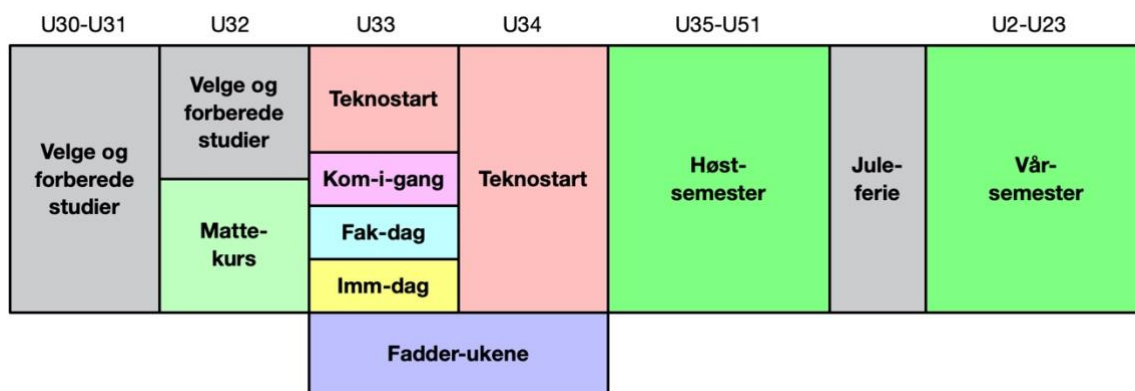 U30-U31
U32
U33
U34
U35-U51
U2-U23
Velge og
forberede
studier
Velge og
forberede
studier
Matte-
kurs
Teknostart
Kom-i-gang
Fak-dag
Imm-dag
Teknostart
Høst-
semester
Jule-
ferie
Vår-
semester
Fadder-ukene